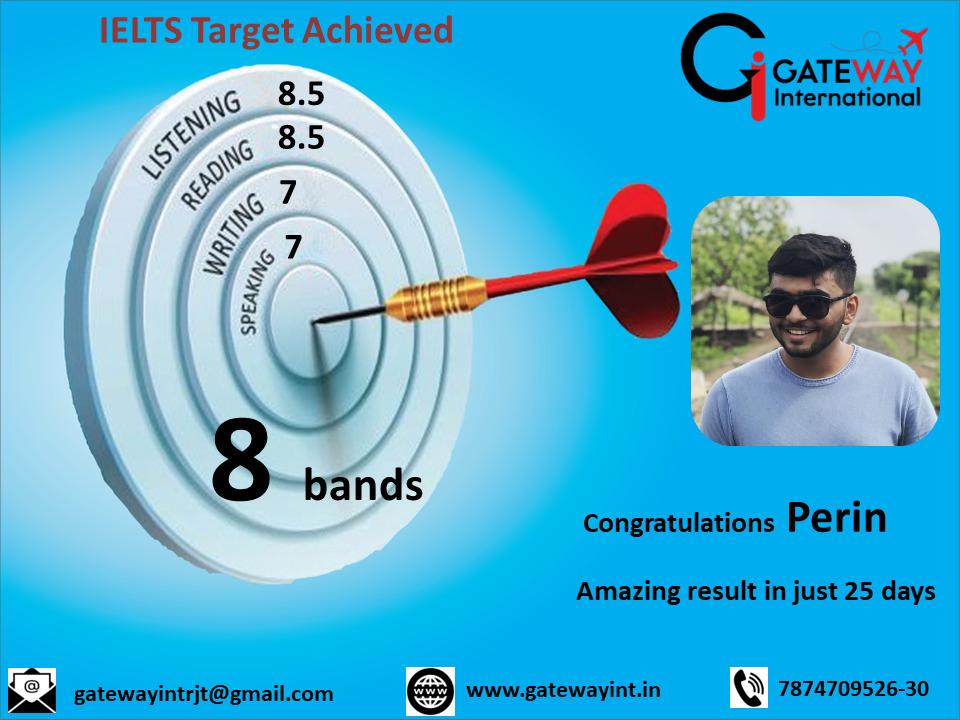 IELTS Target Achieved
GATEWAY
International
LISTENING 8.5
READING 8.5
WRITING 7
SPEAKING 7
8 bands
Congratulations Perin
Amazing result in just 25 days
@ gatewayintrjt@gmail.com
www www.gatewayint.in
7874709526-30